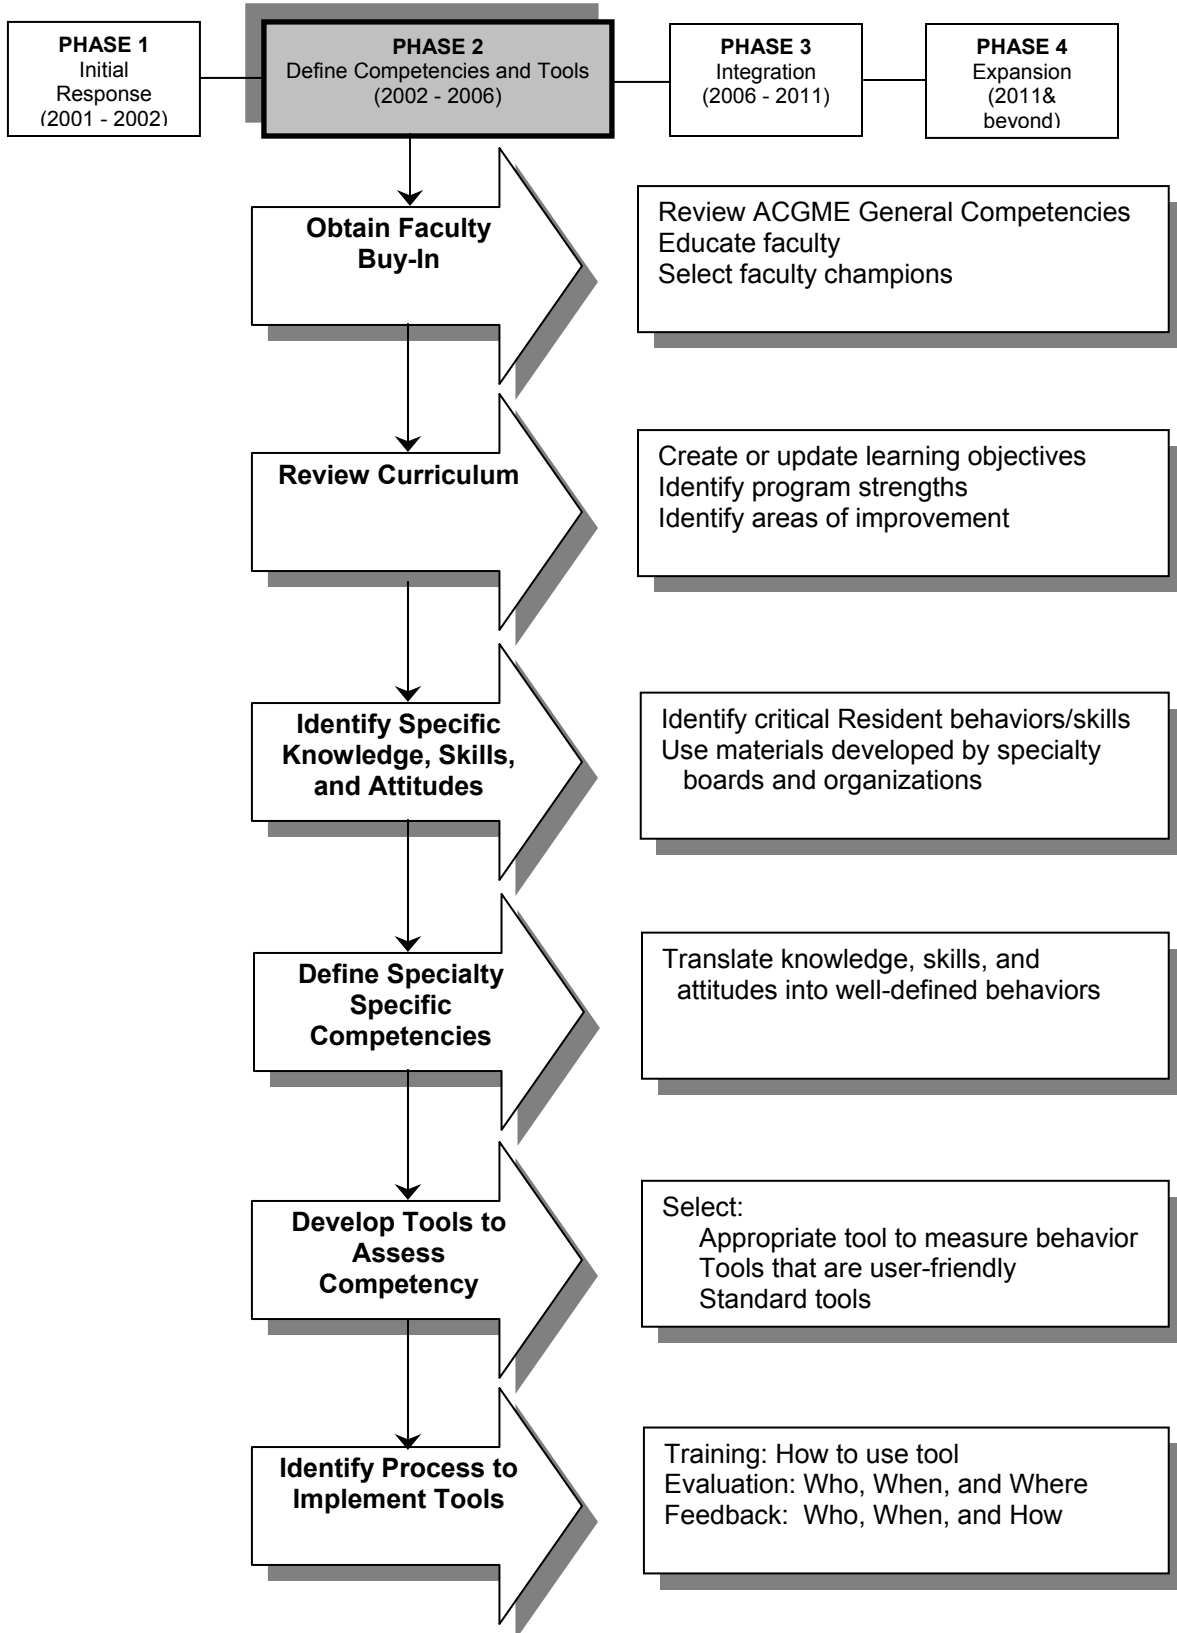 PHASE 1
Initial
Response
(2001 - 2002)
PHASE 2
Define Competencies and Tools
(2002 - 2006)
PHASE 3
Integration
(2006 - 2011)
PHASE 4
Expansion
(2011&
beyond)
Obtain Faculty
Buy-In
Review ACGME General Competencies
Educate faculty
Select faculty champions
Review Curriculum
Create or update learning objectives
Identify program strengths
Identify areas of improvement
Identify Specific
Knowledge, Skills,
and Attitudes
Identify critical Resident behaviors/skills
Use materials developed by specialty
boards and organizations
Define Specialty
Specific
Competencies
Translate knowledge, skills, and
attitudes into well-defined behaviors
Develop Tools to
Assess
Competency
Select:
Appropriate tool to measure behavior
Tools that are user-friendly
Standard tools
Identify Process to
Implement Tools
Training: How to use tool
Evaluation: Who, When, and Where
Feedback:  Who, When, and How